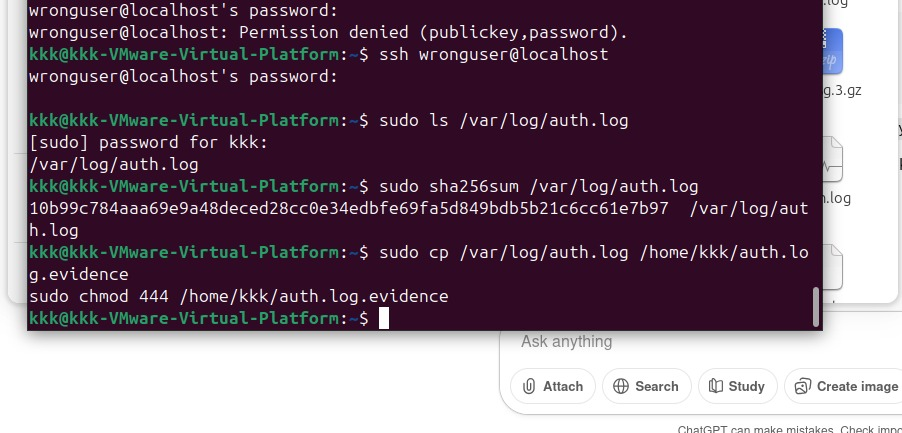 wronguser@localhost's password:
wronguser@localhost: Permission denied (publickey,password).
kkk@kkk-VMware-Virtual-Platform:~$ ssh wronguser@localhost
wronguser@localhost's password:
kkk@kkk-VMware-Virtual-Platform:~$ sudo ls /var/log/auth.log
[sudo] password for kkk:
/var/log/auth.log
kkk@kkk-VMware-Virtual-Platform:~$ sudo sha256sum /var/log/auth.log
10b99c784aaa69e9a48deced28cc0e34edbfe69fa5d849bdb5b21c6cc61e7b97  /var/log/aut
h.log
kkk@kkk-VMware-Virtual-Platform:~$ sudo cp /var/log/auth.log /home/kkk/auth.lo
g.evidence
sudo chmod 444 /home/kkk/auth.log.evidence
kkk@kkk-VMware-Virtual-Platform:~$
zip
g.3.gz
.log
Ask anything
Attach
Search
Study
Create image
ChatGPT can make mistakes. Check